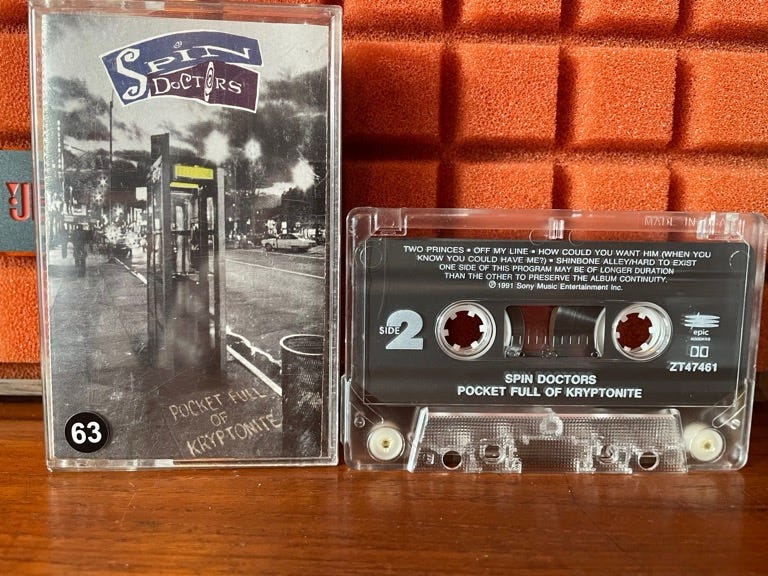 SPIN
DOCTORS
POCKET FULL
OF
KRYPTONITE
63
MADE IN
TWO PRINCES • OFF MY LINE • HOW COULD YOU WANT HIM (WHEN YOU
KNOW YOU COULD HAVE ME?) • SHINBONE ALLEY/HARD TO EXIST
ONE SIDE OF THIS PROGRAM MAY BE OF LONGER DURATION
THAN THE OTHER TO PRESERVE THE ALBUM CONTINUITY.
℗ 1991 Sony Music Entertainment Inc.
SIDE 2
epic
ZT47461
SPIN DOCTORS
POCKET FULL OF KRYPTONITE